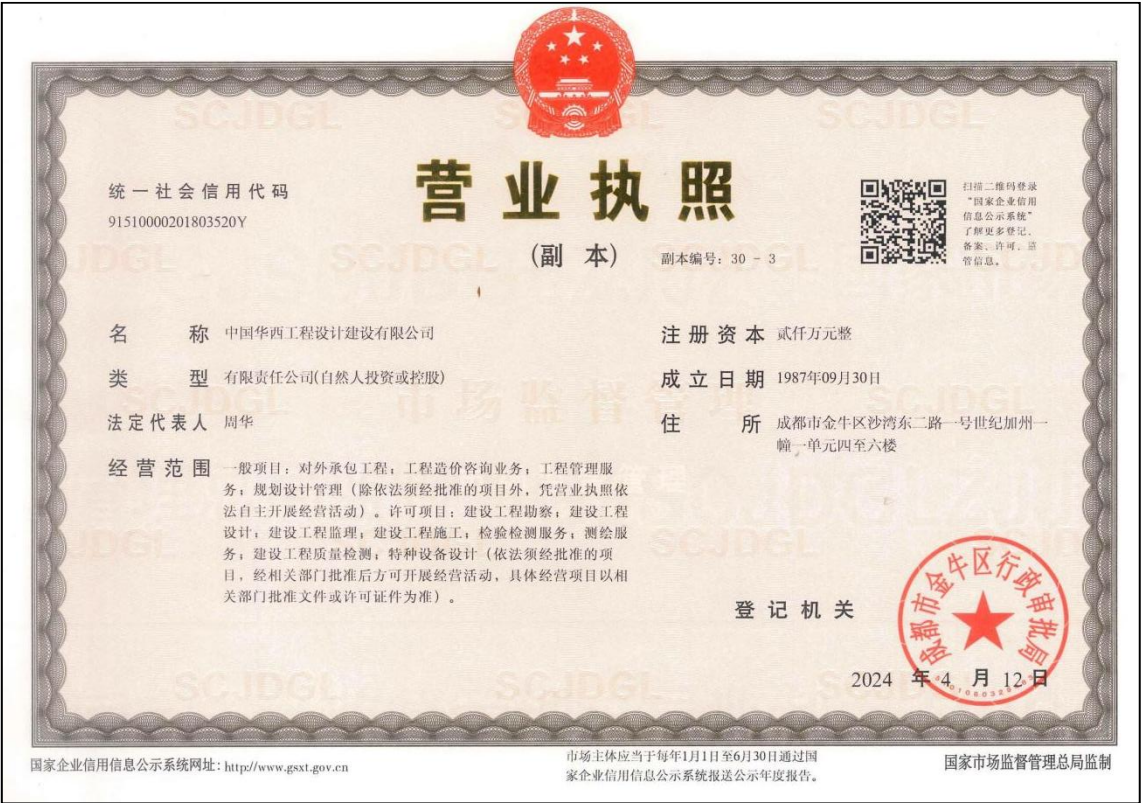 营业执照
(副 本)
副本编号：30 - 3
统一社会信用代码
91510000201803520Y
扫描二维码登录
“国家企业信用
信息公示系统”
了解更多登记、
备案、许可、监
管信息。
名 称 中国华西工程设计建设有限公司
类 型 有限责任公司(自然人投资或控股)
法定代表人 周华
经营范围 一般项目：对外承包工程；工程造价咨询业务；工程管理服
务；规划设计管理（除依法须经批准的项目外，凭营业执照依
法自主开展经营活动）。许可项目：建设工程勘察；建设工程
设计；建设工程监理；建设工程施工；检验检测服务；测绘服
务；建设工程质量检测；特种设备设计（依法须经批准的项
目，经相关部门批准后方可开展经营活动，具体经营项目以相
关部门批准文件或许可证件为准）。
注册资本 贰仟万元整
成立日期 1987年09月30日
住 所 成都市金牛区沙湾东二路一号世纪加州一
幢一单元四至六楼
登记机关
成都市金牛区行政审批局
2024 年 4 月 12 日
国家企业信用信息公示系统网址：http://www.gsxt.gov.cn
市场主体应当于每年1月1日至6月30日通过国
家企业信用信息公示系统报送公示年度报告。
国家市场监督管理总局监制
SCJDGL
市场监督管理